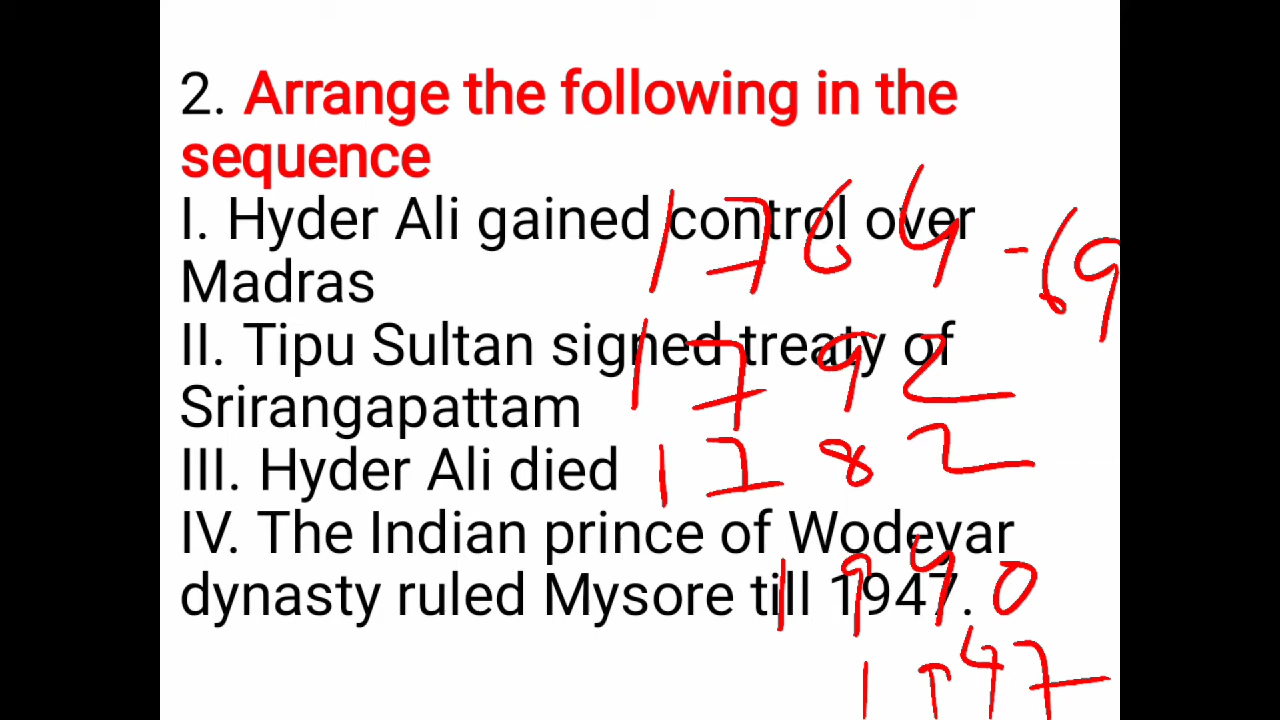 2. Arrange the following in the
sequence
I. Hyder Ali gained control over
1764-69
Madras
II. Tipu Sultan signed treaty of
1792
Srirangapattam
III. Hyder Ali died
1782
IV. The Indian prince of Wodeyar
dynasty ruled Mysore till 1947.
1990
1947